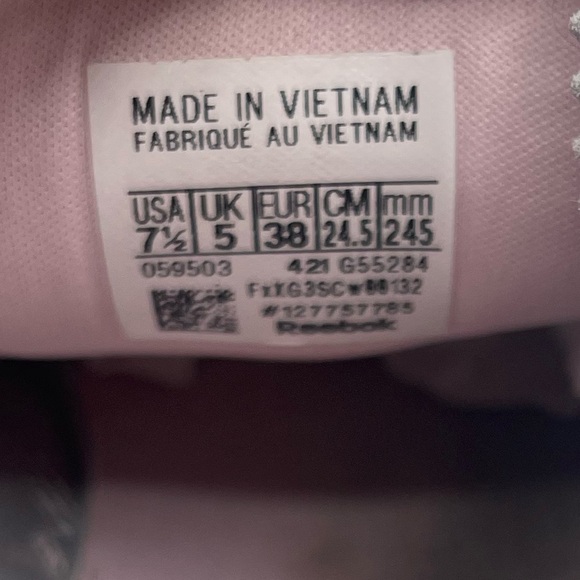 MADE IN VIETNAM
FABRIQUÉ AU VIETNAM
USA UK EUR CM mm
7½ 5 38 24.5 245
059503 421 G55284
#127757785
Reebok